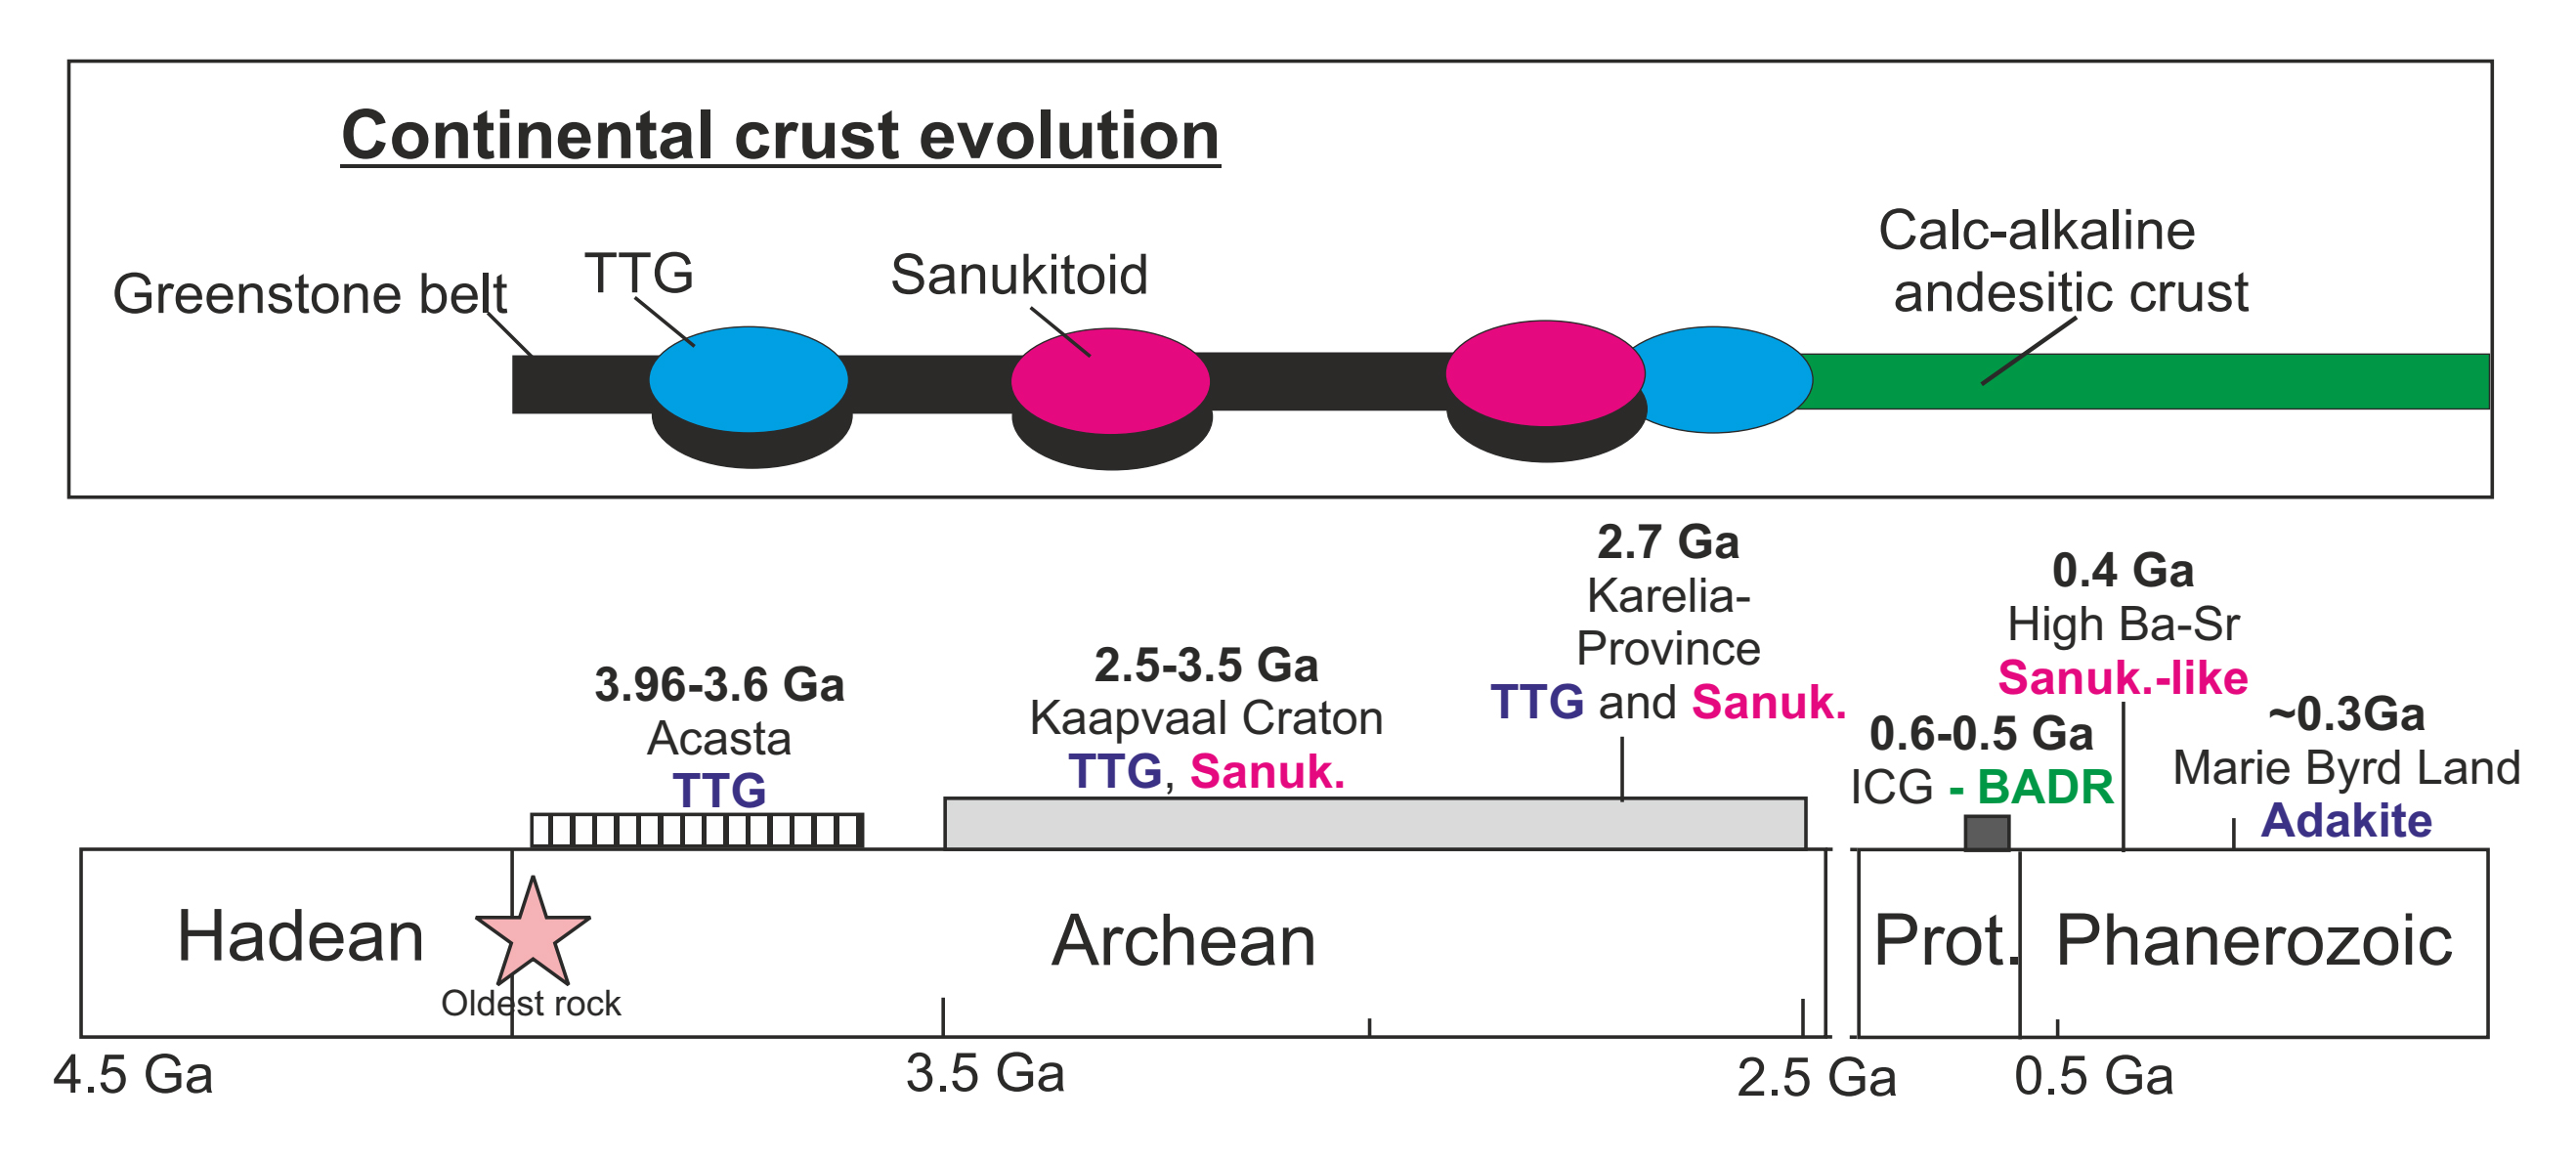 Continental crust evolution
Calc-alkaline
andesitic crust
Greenstone belt
TTG
Sanukitoid
3.96-3.6 Ga
Acasta
TTG
2.5-3.5 Ga
Kaapvaal Craton
TTG, Sanuk.
2.7 Ga
Karelia-
Province
TTG and Sanuk.
0.6-0.5 Ga
ICG - BADR
0.4 Ga
High Ba-Sr
Sanuk.-like
~0.3Ga
Marie Byrd Land
Adakite
Hadean
Oldest rock
Archean
Prot.
Phanerozoic
4.5 Ga
3.5 Ga
2.5 Ga
0.5 Ga